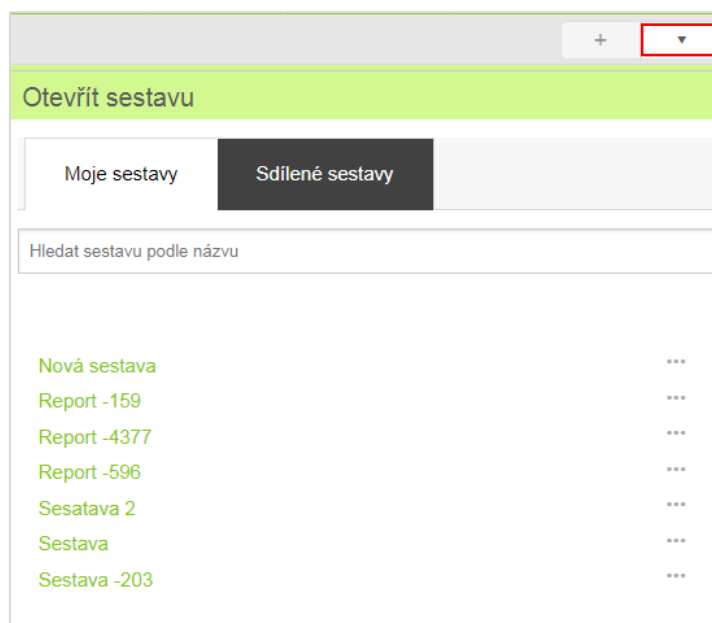 + ▼
Otevřít sestavu
Moje sestavy Sdílené sestavy
Hledat sestavu podle názvu
Nová sestava ...
Report -159 ...
Report -4377 ...
Report -596 ...
Sesatava 2 ...
Sestava ...
Sestava -203 ...